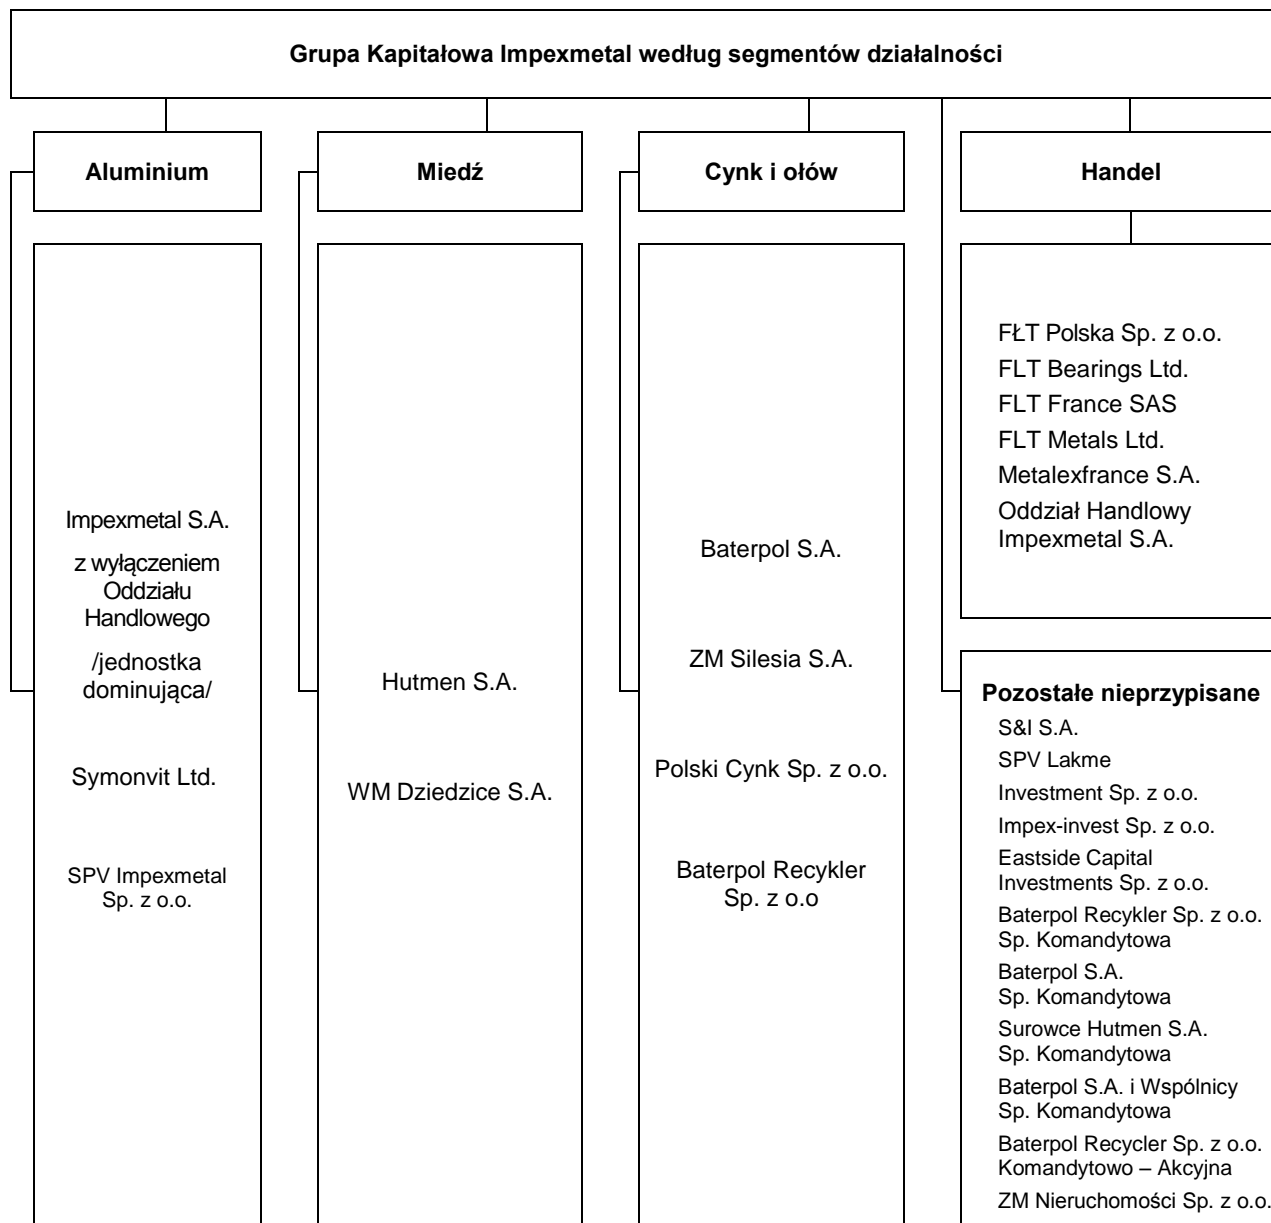 Grupa Kapitałowa Impexmetal według segmentów działalności
Aluminium
Miedź
Cynk i ołów
Handel
Impexmetal S.A.
z wyłączeniem
Oddziału
Handlowego
/jednostka
dominująca/
Symonvit Ltd.
SPV Impexmetal
Sp. z o.o.
Hutmen S.A.
WM Dziedzice S.A.
Baterpol S.A.
ZM Silesia S.A.
Polski Cynk Sp. z o.o.
Baterpol Recykler
Sp. z o.o
FŁT Polska Sp. z o.o.
FLT Bearings Ltd.
FLT France SAS
FLT Metals Ltd.
Metalexfrance S.A.
Oddział Handlowy
Impexmetal S.A.
Pozostałe nieprzypisane
S&I S.A.
SPV Lakme
Investment Sp. z o.o.
Impex-invest Sp. z o.o.
Eastside Capital
Investments Sp. z o.o.
Baterpol Recykler Sp. z o.o.
Sp. Komandytowa
Baterpol S.A.
Sp. Komandytowa
Surowce Hutmen S.A.
Sp. Komandytowa
Baterpol S.A. i Wspólnicy
Sp. Komandytowa
Baterpol Recycler Sp. z o.o.
Komandytowo – Akcyjna
ZM Nieruchomości Sp. z o.o.